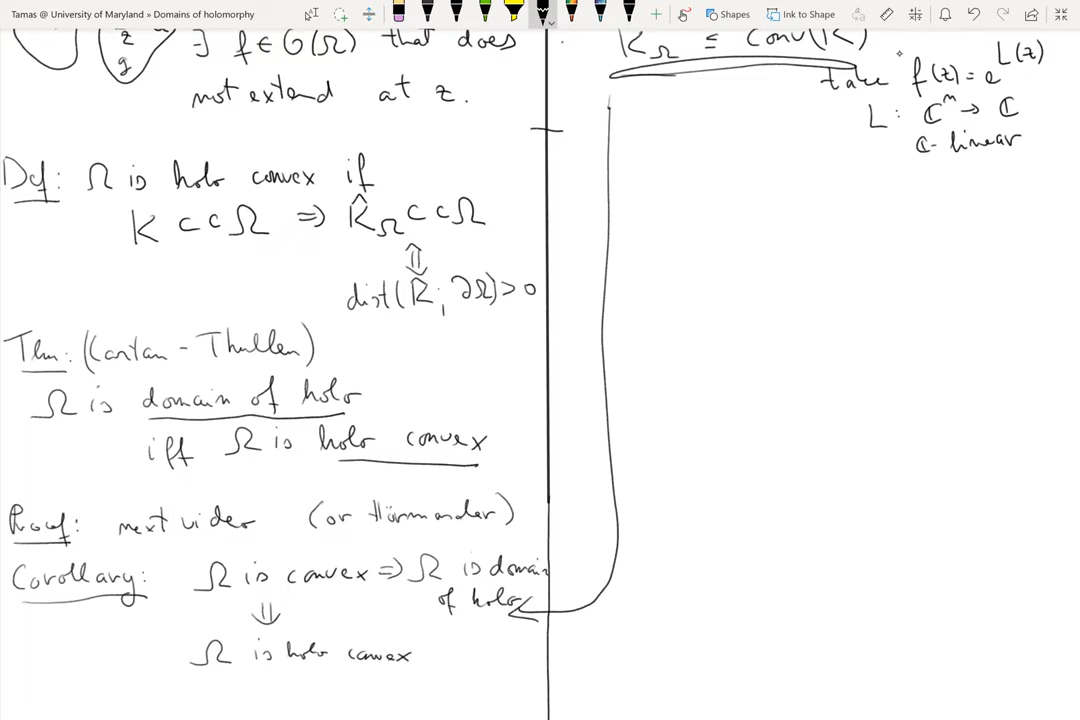 Tamas @ University of Maryland » Domains of holomorphy
Shapes
Ink to Shape
z ∃ f ∈ O(Ω) that does
g
not extend at z.
Def: Ω is holo convex if
K ⊂⊂ Ω ⇒ K̂_Ω ⊂⊂ Ω
⇕
dist(K̂; ∂Ω) > 0
Thm: (Cartan - Thullen)
Ω is domain of holo
iff Ω is holo convex
Proof: next video (or Hörmander)
Corollary: Ω is convex ⇒ Ω is domain
of holo
⇓
Ω is holo convex
K_Ω ⊆ conv(K)
take f(z) = e^{L(z)}
L: ℂⁿ → ℂ
ℂ-linear